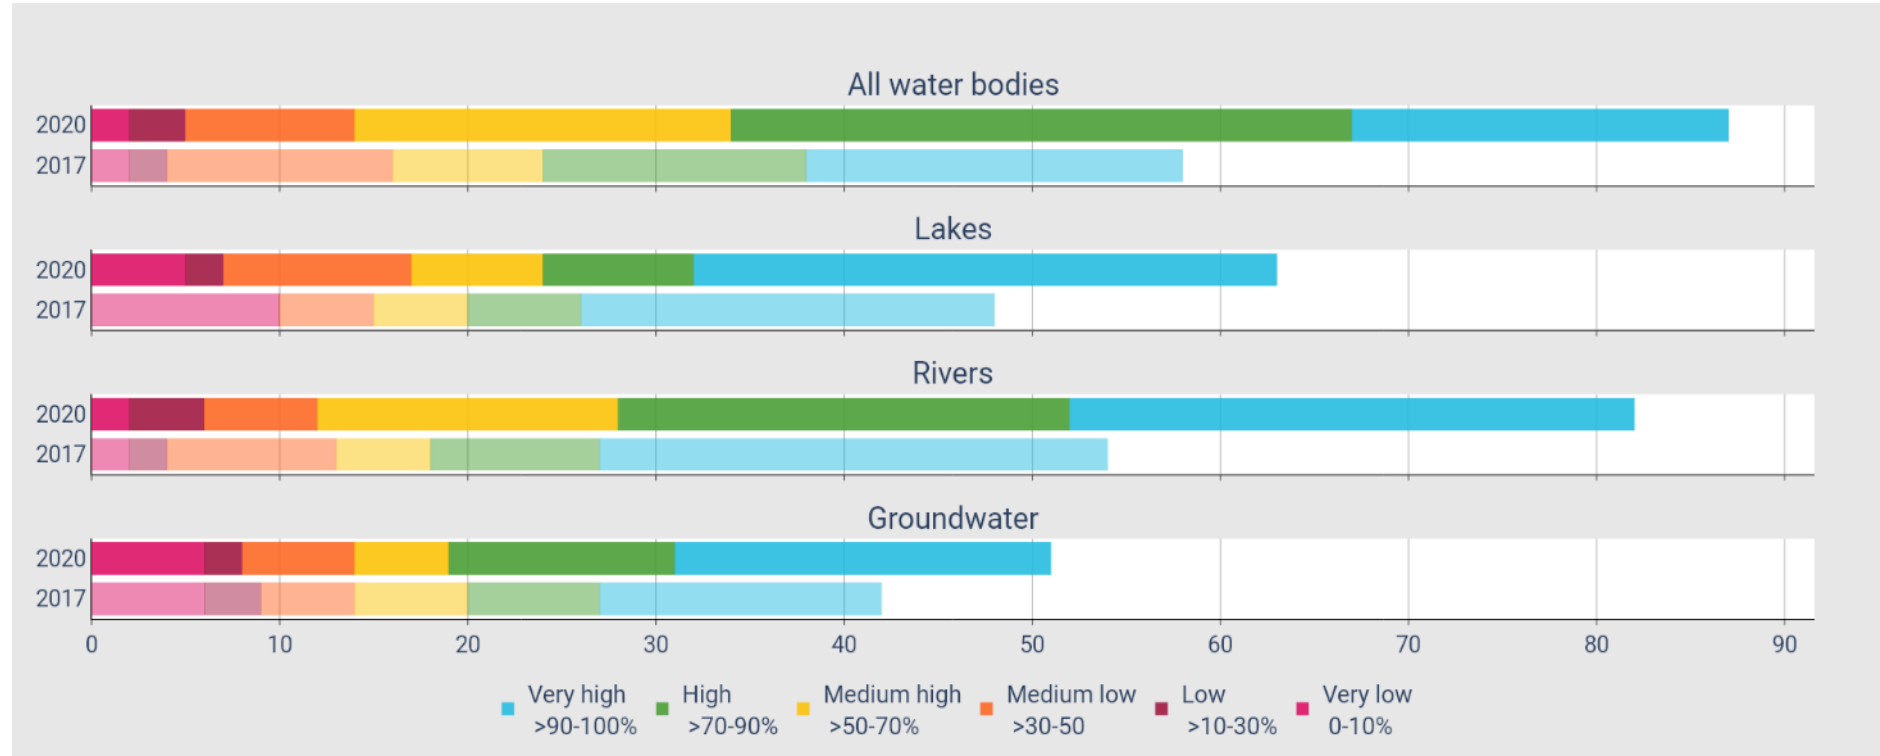 All water bodies
2020
2017
Lakes
2020
2017
Rivers
2020
2017
Groundwater
2020
2017
0 10 20 30 40 50 60 70 80 90
Very high High Medium high Medium low Low Very low
>90-100% >70-90% >50-70% >30-50 >10-30% 0-10%